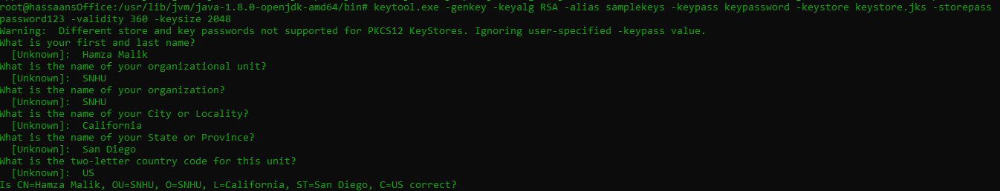 root@hassaansOffice:/usr/lib/jvm/java-1.8.0-openjdk-amd64/bin# keytool.exe -genkey -keyalg RSA -alias samplekeys -keypass keypassword -keystore keystore.jks -storepass
password123 -validity 360 -keysize 2048
Warning:  Different store and key passwords not supported for PKCS12 KeyStores. Ignoring user-specified -keypass value.
What is your first and last name?
  [Unknown]:  Hamza Malik
What is the name of your organizational unit?
  [Unknown]:  SNHU
What is the name of your organization?
  [Unknown]:  SNHU
What is the name of your City or Locality?
  [Unknown]:  California
What is the name of your State or Province?
  [Unknown]:  San Diego
What is the two-letter country code for this unit?
  [Unknown]:  US
Is CN=Hamza Malik, OU=SNHU, O=SNHU, L=California, ST=San Diego, C=US correct?